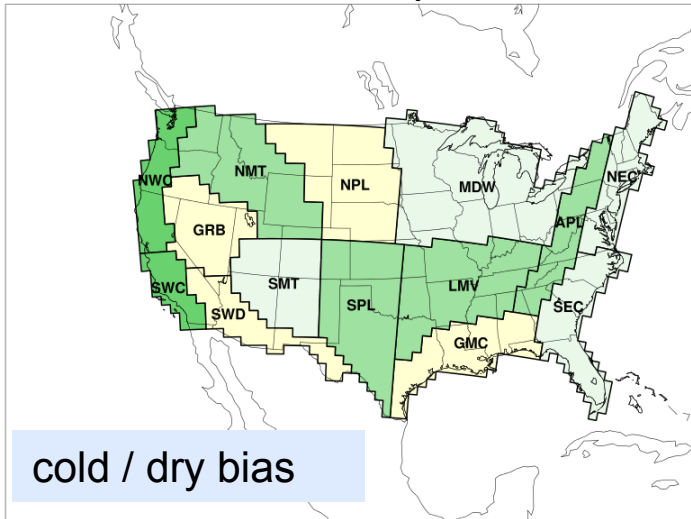 NWC
NMT
NPL
MDW
NEC
GRB
APL
SWC
SMT
SPL
LMV
SWD
SEC
GMC
cold / dry bias